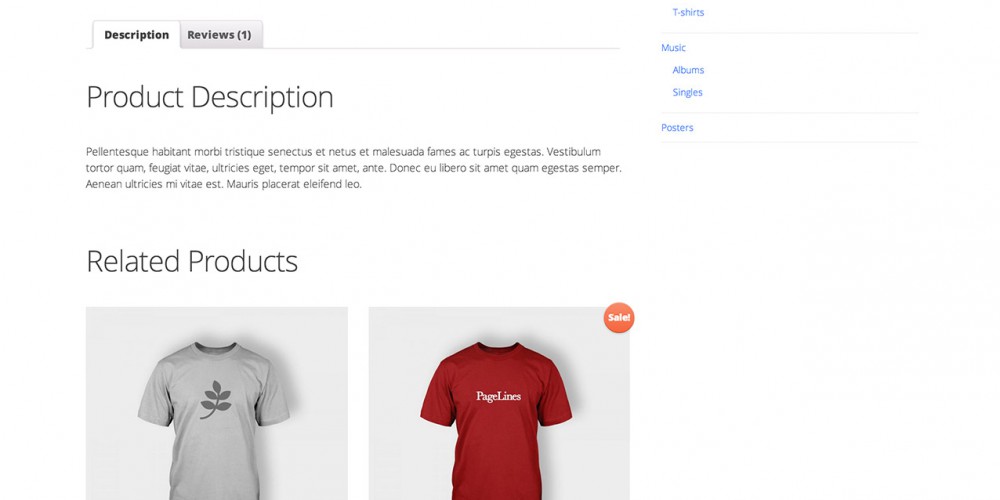 Description
Reviews (1)
Product Description
Pellentesque habitant morbi tristique senectus et netus et malesuada fames ac turpis egestas. Vestibulum
tortor quam, feugiat vitae, ultricies eget, tempor sit amet, ante. Donec eu libero sit amet quam egestas semper.
Aenean ultricies mi vitae est. Mauris placerat eleifend leo.
Related Products
Sale!
PageLines
T-shirts
Music
Albums
Singles
Posters